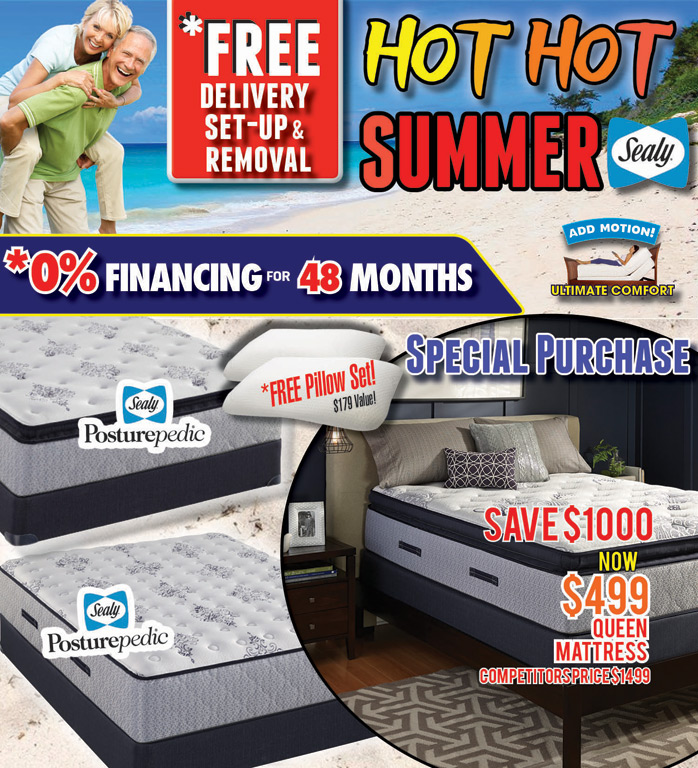 *FREE
DELIVERY
SET-UP &
REMOVAL
HOT HOT
SUMMER
Sealy
ADD MOTION!
ULTIMATE COMFORT
*0% FINANCING FOR 48 MONTHS
*FREE Pillow Set!
$179 Value!
SPECIAL PURCHASE
Sealy
Posturepedic
Sealy
Posturepedic
SAVE $1000
NOW
$499
QUEEN
MATTRESS
COMPETITORS PRICE $1499